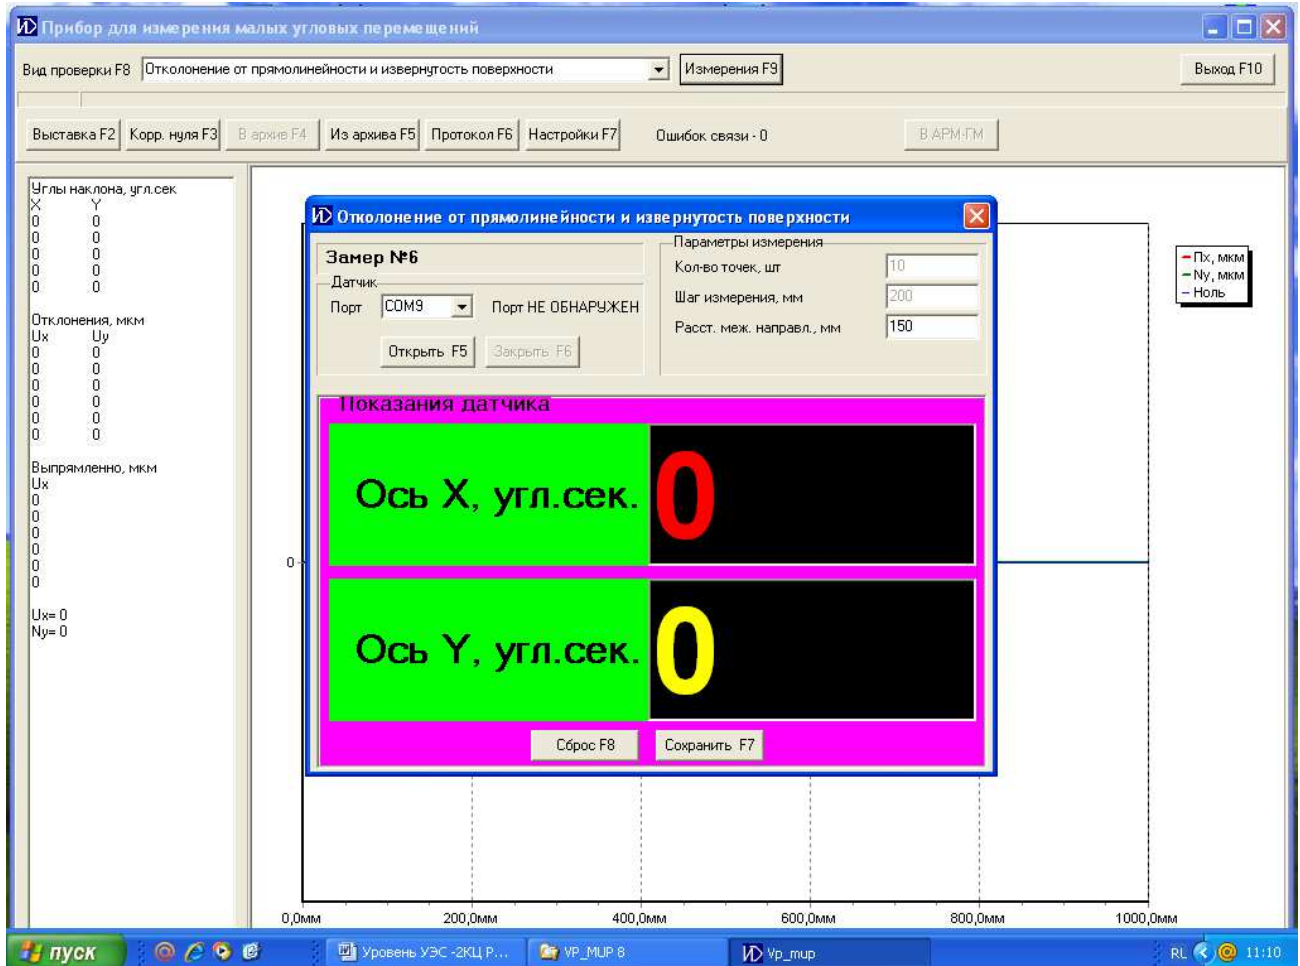 Прибор для измерения малых угловых перемещений
Вид проверки F8 Отколонение от прямолинейности и извернутость поверхности Измерения F9 Выход F10
Выставка F2 Корр. нуля F3 В архив F4 Из архива F5 Протокол F6 Настройки F7 Ошибок связи - 0 В АРМ-ГМ
Углы наклона, угл.сек
X Y
0 0
0 0
0 0
0 0
0 0
Отклонения, мкм
Ux Uy
0 0
0 0
0 0
0 0
0 0
0 0
Выпрямленно, мкм
Ux
0
0
0
0
0
0
Ux= 0
Ny= 0
Отколонение от прямолинейности и извернутость поверхности
Замер №6
Датчик
Порт COM9 Порт НЕ ОБНАРУЖЕН
Открыть F5 Закрыть F6
Параметры измерения
Кол-во точек, шт 10
Шаг измерения, мм 200
Расст. меж. направл., мм 150
Показания датчика
Ось X, угл.сек. 0
Ось Y, угл.сек. 0
Сброс F8 Сохранить F7
Пх, мкм
Ny, мкм
Ноль
0
0,0мм 200,0мм 400,0мм 600,0мм 800,0мм 1000,0мм
пуск Уровень УЭС -2КЦ Р... VP_MUP 8 Vp_mup RL 11:10